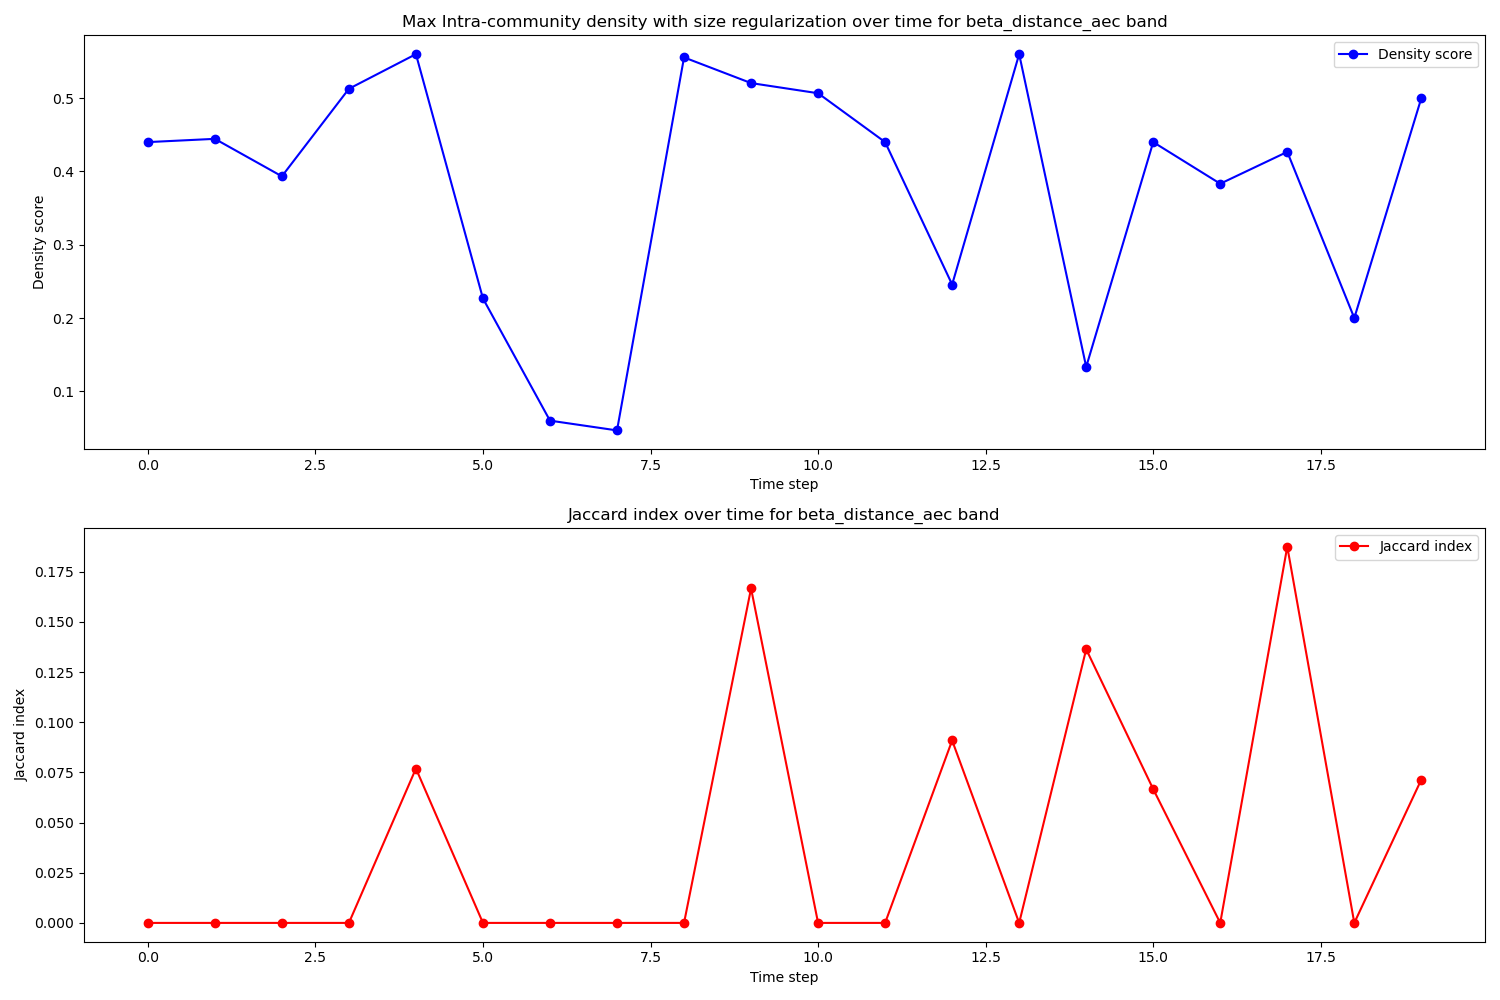 Max Intra-community density with size regularization over time for beta_distance_aec band
Density score
0.5
0.4
0.3
0.2
0.1
Density score
0.0 2.5 5.0 7.5 10.0 12.5 15.0 17.5
Time step
Jaccard index over time for beta_distance_aec band
Jaccard index
0.175
0.150
0.125
0.100
0.075
0.050
0.025
0.000
Jaccard index
0.0 2.5 5.0 7.5 10.0 12.5 15.0 17.5
Time step